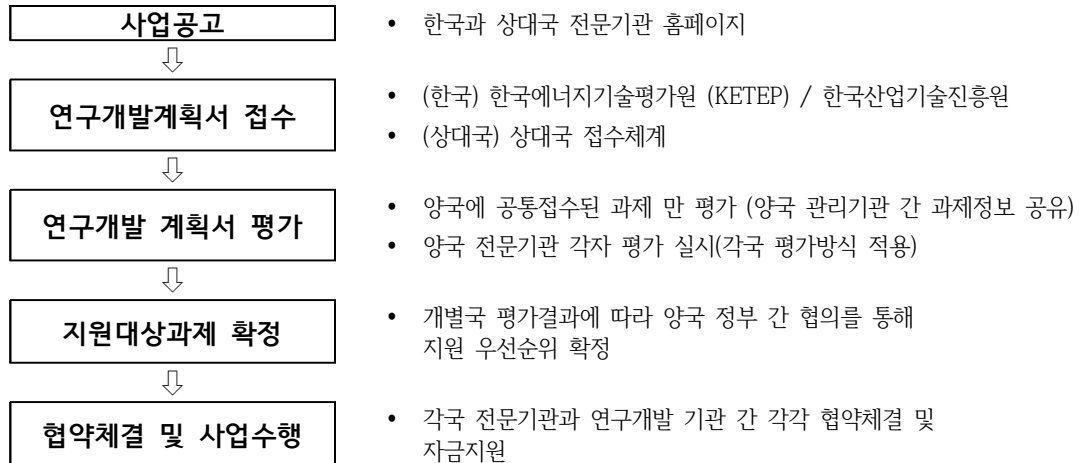 사업공고
• 한국과 상대국 전문기관 홈페이지
연구개발계획서 접수
• (한국) 한국에너지기술평가원 (KETEP) / 한국산업기술진흥원
• (상대국) 상대국 접수체계
연구개발 계획서 평가
• 양국에 공통접수된 과제 만 평가 (양국 관리기관 간 과제정보 공유)
• 양국 전문기관 각자 평가 실시(각국 평가방식 적용)
지원대상과제 확정
• 개별국 평가결과에 따라 양국 정부 간 협의를 통해
지원 우선순위 확정
협약체결 및 사업수행
• 각국 전문기관과 연구개발 기관 간 각각 협약체결 및
자금지원